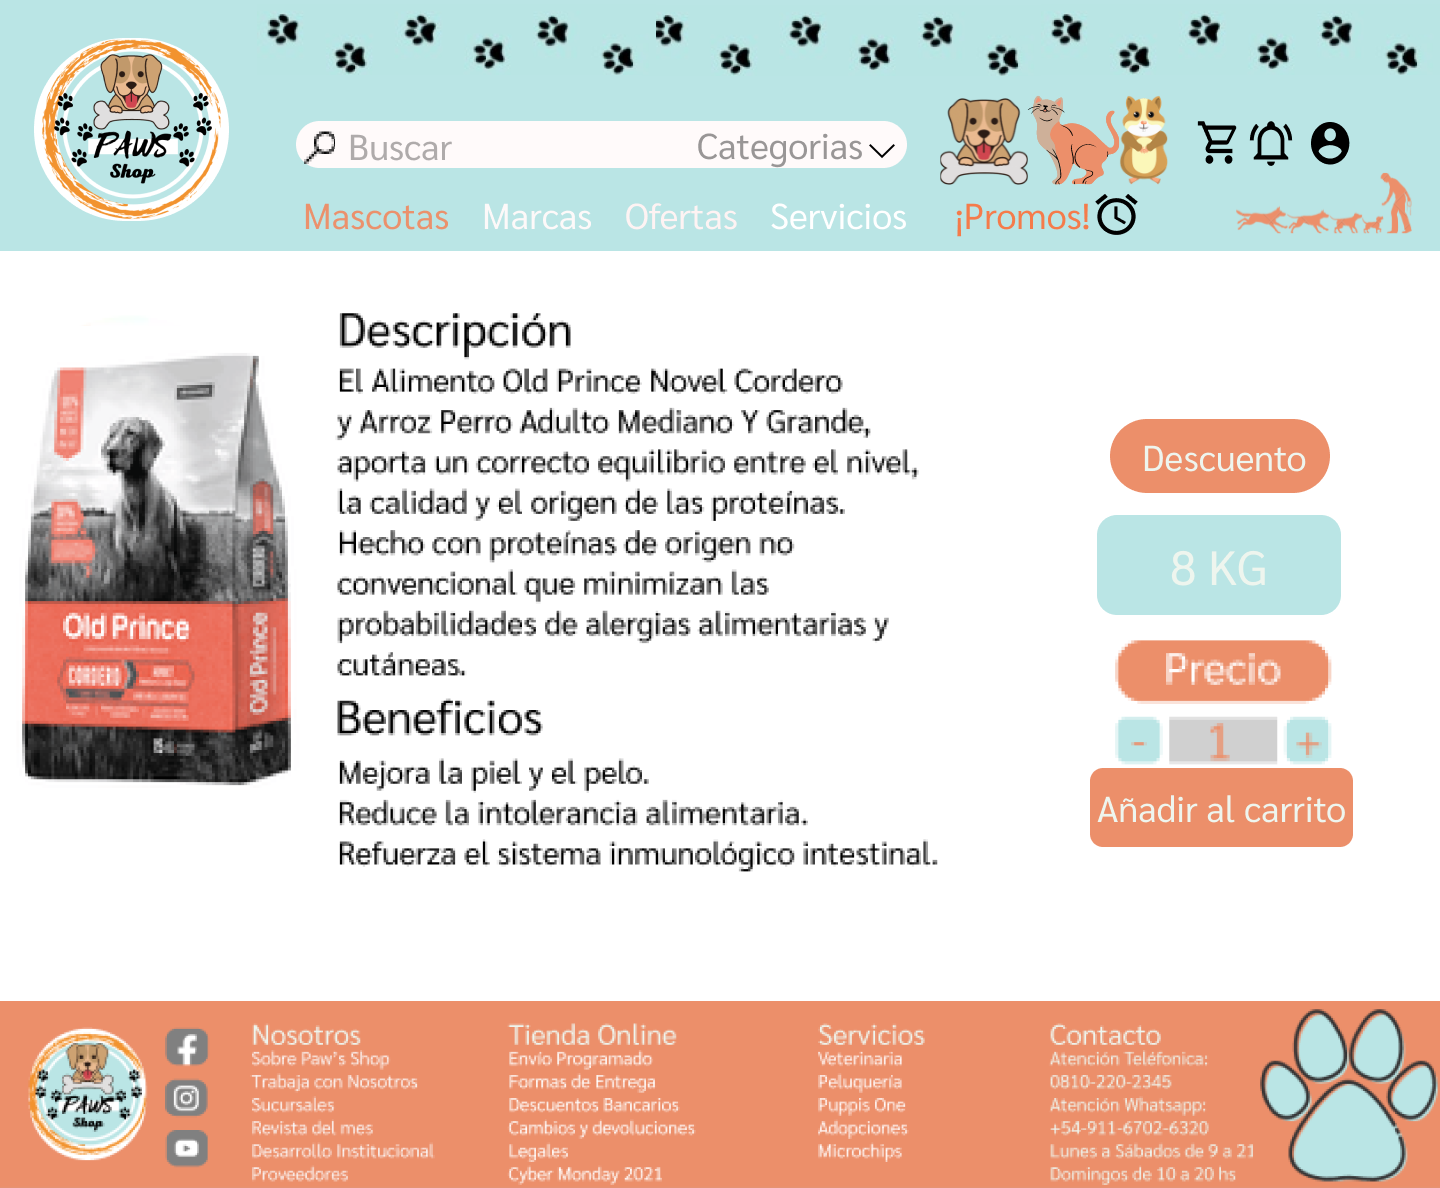 PAWS
Shop
Buscar
Categorias
Mascotas
Marcas
Ofertas
Servicios
¡Promos!
Descripción
El Alimento Old Prince Novel Cordero
y Arroz Perro Adulto Mediano Y Grande,
aporta un correcto equilibrio entre el nivel,
la calidad y el origen de las proteínas.
Hecho con proteínas de origen no
convencional que minimizan las
probabilidades de alergias alimentarias y
cutáneas.
Beneficios
Mejora la piel y el pelo.
Reduce la intolerancia alimentaria.
Refuerza el sistema inmunológico intestinal.
Old Prince
CORDERO
Old Prince
CORDERO
Descuento
8 KG
Precio
- 1 +
Añadir al carrito
PAWS
Shop
Nosotros
Sobre Paw's Shop
Trabaja con Nosotros
Sucursales
Revista del mes
Desarrollo Institucional
Proveedores
Tienda Online
Envío Programado
Formas de Entrega
Descuentos Bancarios
Cambios y devoluciones
Legales
Cyber Monday 2021
Servicios
Veterinaria
Peluquería
Puppis One
Adopciones
Microchips
Contacto
Atención Teléfonica:
0810-220-2345
Atención Whatsapp:
+54-911-6702-6320
Lunes a Sábados de 9 a 21
Domingos de 10 a 20 hs